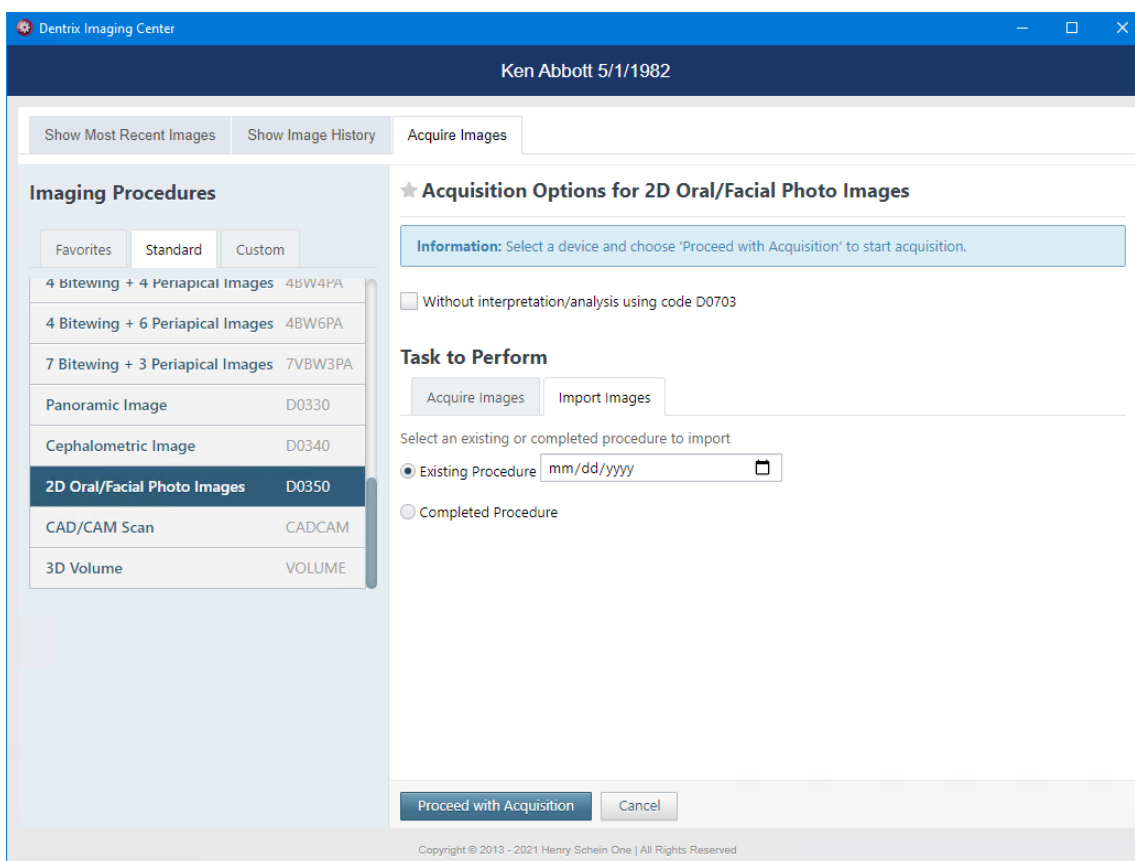 Dentrix Imaging Center
Ken Abbott 5/1/1982
Show Most Recent Images Show Image History Acquire Images
Imaging Procedures
Favorites Standard Custom
4 Bitewing + 4 Periapical Images 4BW4PA
4 Bitewing + 6 Periapical Images 4BW6PA
7 Bitewing + 3 Periapical Images 7VBW3PA
Panoramic Image D0330
Cephalometric Image D0340
2D Oral/Facial Photo Images D0350
CAD/CAM Scan CADCAM
3D Volume VOLUME
Acquisition Options for 2D Oral/Facial Photo Images
Information: Select a device and choose 'Proceed with Acquisition' to start acquisition.
Without interpretation/analysis using code D0703
Task to Perform
Acquire Images Import Images
Select an existing or completed procedure to import
Existing Procedure mm/dd/yyyy
Completed Procedure
Proceed with Acquisition Cancel
Copyright © 2013 - 2021 Henry Schein One | All Rights Reserved